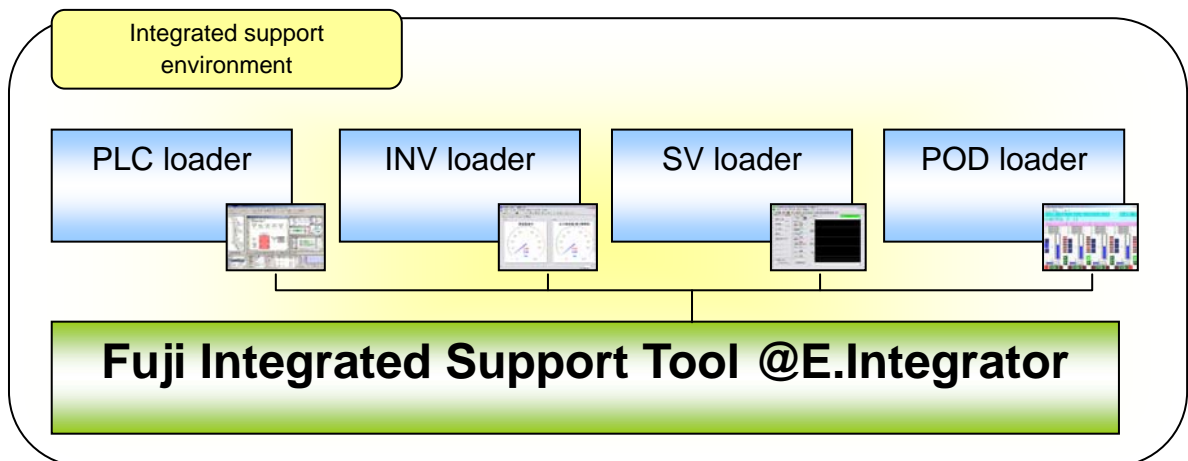 Integrated support
environment
PLC loader
INV loader
SV loader
POD loader
Fuji Integrated Support Tool @E.Integrator